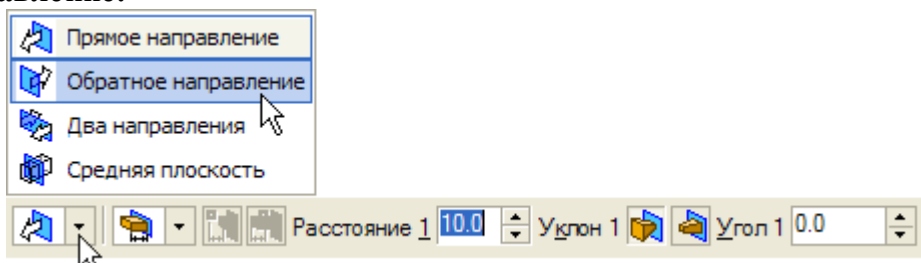 Прямое направление
Обратное направление
Два направления
Средняя плоскость
Расстояние 1 10.0 Уклон 1 Угол 1 0.0